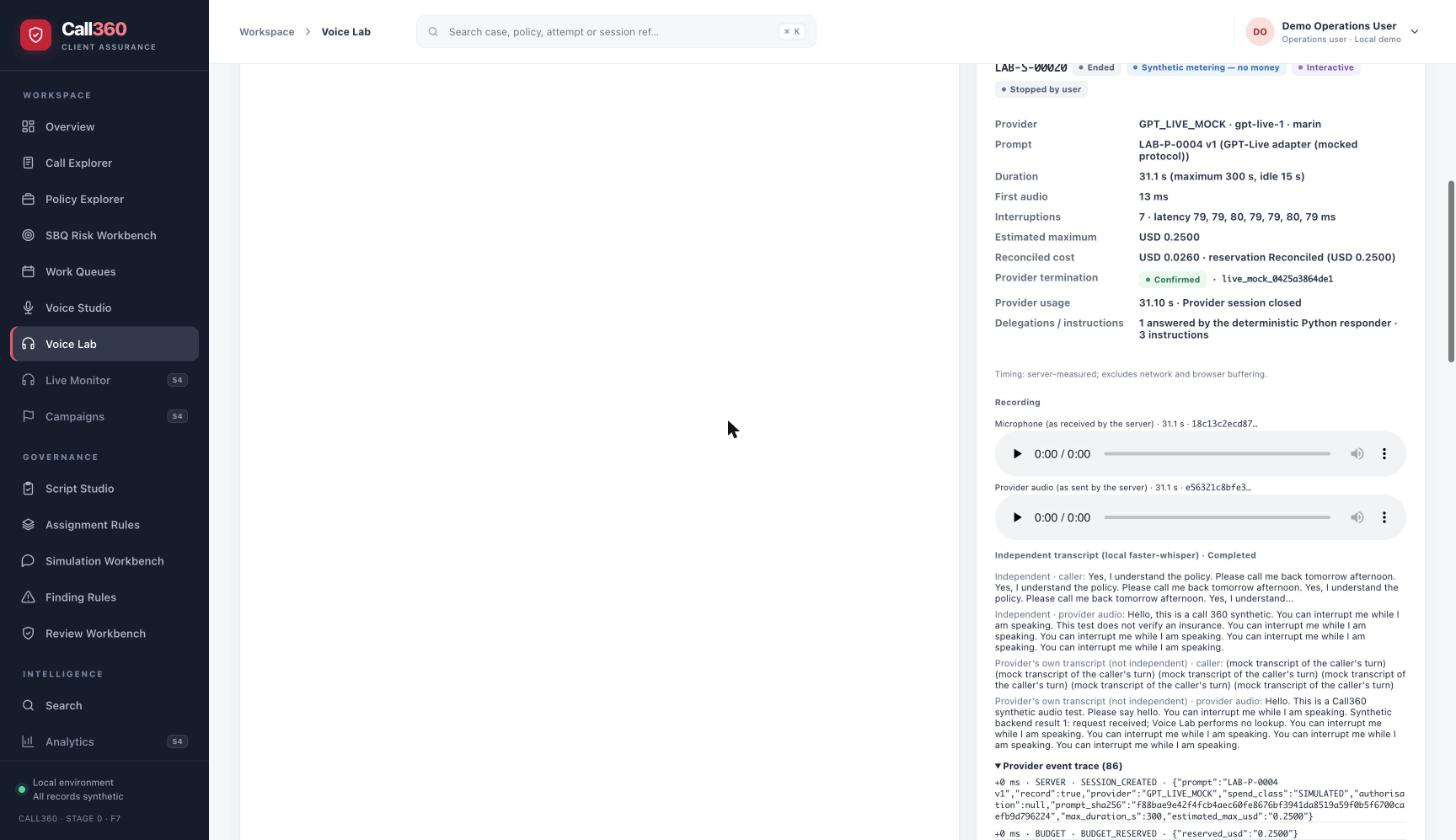 Call360
CLIENT ASSURANCE
WORKSPACE
Overview
Call Explorer
Policy Explorer
SBQ Risk Workbench
Work Queues
Voice Studio
Voice Lab
Live Monitor S4
Campaigns S4
GOVERNANCE
Script Studio
Assignment Rules
Simulation Workbench
Finding Rules
Review Workbench
INTELLIGENCE
Search
Analytics S4
Local environment
All records synthetic
CALL360 · STAGE 0 · F7
Workspace > Voice Lab
Search case, policy, attempt or session ref... ⌘ K
DO Demo Operations User
Operations user · Local demo
LAB-S-00020 Ended Synthetic metering — no money Interactive
Stopped by user
Provider GPT_LIVE_MOCK · gpt-live-1 · marin
Prompt LAB-P-0004 v1 (GPT-Live adapter (mocked
protocol))
Duration 31.1 s (maximum 300 s, idle 15 s)
First audio 13 ms
Interruptions 7 · latency 79, 79, 80, 79, 79, 80, 79 ms
Estimated maximum USD 0.2500
Reconciled cost USD 0.0260 · reservation Reconciled (USD 0.2500)
Provider termination Confirmed · live_mock_0425a3864de1
Provider usage 31.10 s · Provider session closed
Delegations / instructions 1 answered by the deterministic Python responder ·
3 instructions
Timing: server-measured; excludes network and browser buffering.
Recording
Microphone (as received by the server) · 31.1 s · 18c13c2ecd87…
0:00 / 0:00
Provider audio (as sent by the server) · 31.1 s · e56321c8bfe3…
0:00 / 0:00
Independent transcript (local faster-whisper) · Completed
Independent · caller: Yes, I understand the policy. Please call me back tomorrow afternoon.
Yes, I understand the policy. Please call me back tomorrow afternoon. Yes, I understand the
policy. Please call me back tomorrow afternoon. Yes, I understand...
Independent · provider audio: Hello, this is a call 360 synthetic. You can interrupt me while I
am speaking. This test does not verify an insurance. You can interrupt me while I am
speaking. You can interrupt me while I am speaking. You can interrupt me while I am
speaking. You can interrupt me while I am speaking.
Provider's own transcript (not independent) · caller: (mock transcript of the caller's turn)
(mock transcript of the caller's turn) (mock transcript of the caller's turn) (mock transcript of
the caller's turn) (mock transcript of the caller's turn) (mock transcript of the caller's turn)
Provider's own transcript (not independent) · provider audio: Hello. This is a Call360
synthetic audio test. Please say hello. You can interrupt me while I am speaking. Synthetic
backend result 1: request received; Voice Lab performs no lookup. You can interrupt me
while I am speaking. You can interrupt me while I am speaking. You can interrupt me while I
am speaking. You can interrupt me while I am speaking.
▼ Provider event trace (86)
+0 ms · SERVER · SESSION_CREATED · {"prompt":"LAB-P-0004
v1","record":true,"provider":"GPT_LIVE_MOCK","spend_class":"SIMULATED","authorisa
tion":null,"prompt_sha256":"f88bae9e42f4fcb4aec60fe8676bf3941da8519a59f0b5f6700ca
efb9d796224","max_duration_s":300,"estimated_max_usd":"0.2500"}
+0 ms · BUDGET · BUDGET_RESERVED · {"reserved_usd":"0.2500"}